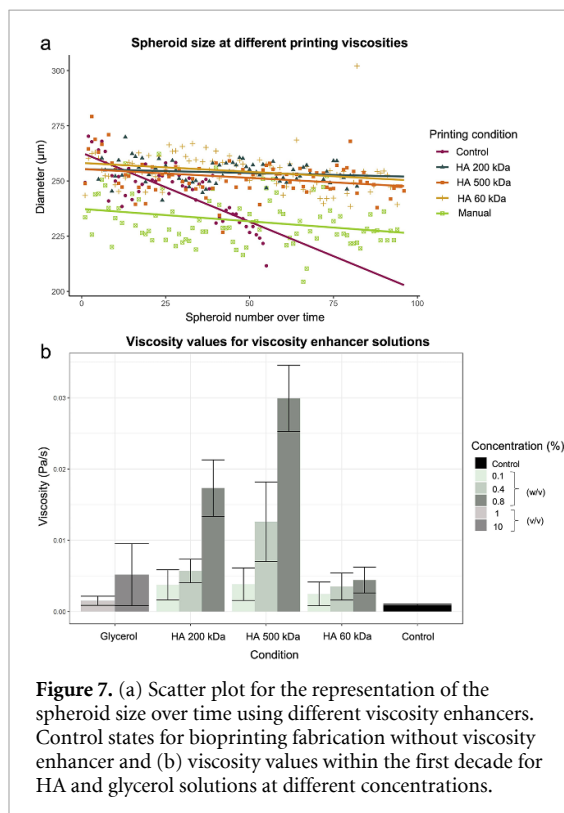 a
Spheroid size at different printing viscosities
300
275
250
225
200
Diameter (µm)
0
25
50
75
100
Spheroid number over time
Printing condition
Control
HA 200 kDa
HA 500 kDa
HA 60 kDa
Manual
b
Viscosity values for viscosity enhancer solutions
0.03
0.02
0.01
0.00
Viscosity (Pa/s)
Glycerol
HA 200 kDa
HA 500 kDa
HA 60 kDa
Control
Condition
Concentration (%)
Control
0.1
0.4 (w/v)
0.8
1
10 (v/v)
Figure 7. (a) Scatter plot for the representation of the
spheroid size over time using different viscosity enhancers.
Control states for bioprinting fabrication without viscosity
enhancer and (b) viscosity values within the first decade for
HA and glycerol solutions at different concentrations.